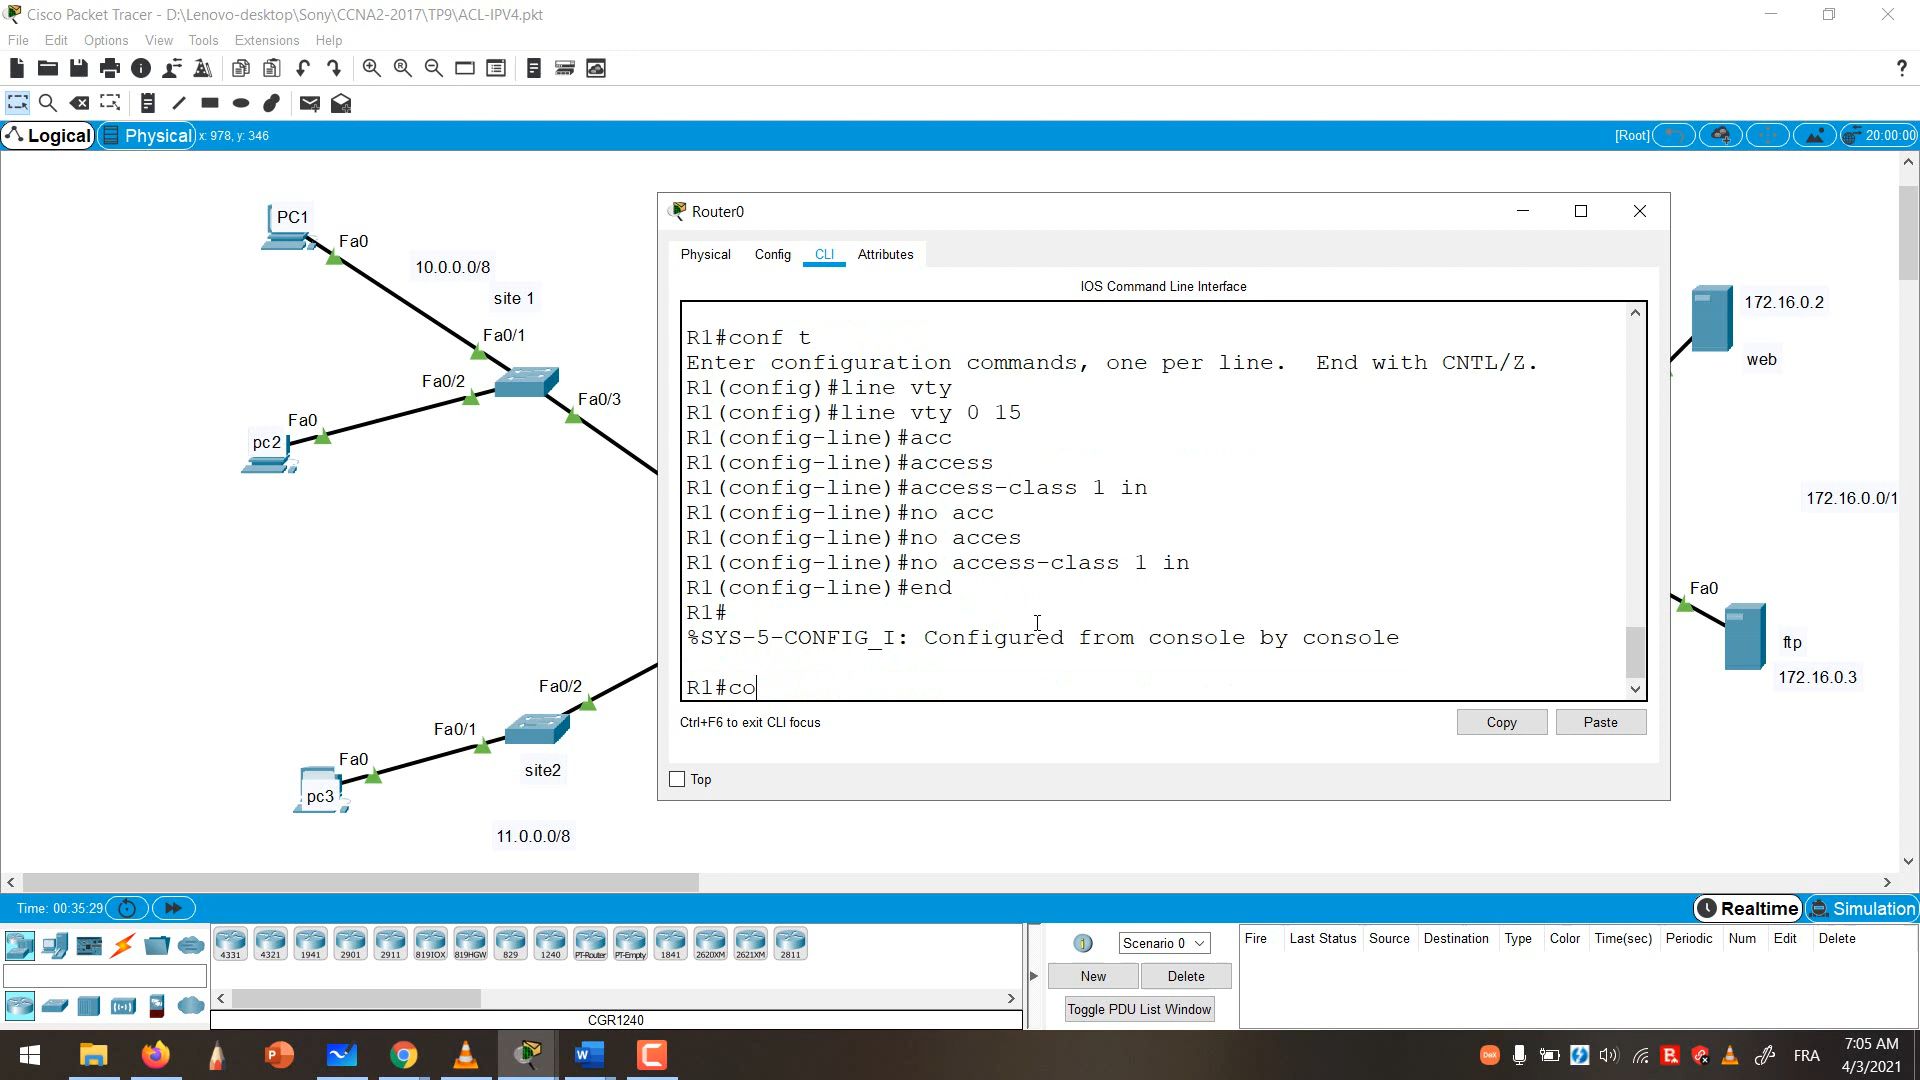 Cisco Packet Tracer - D:\Lenovo-desktop\Sony\CCNA2-2017\TP9\ACL-IPV4.pkt
File Edit Options View Tools Extensions Help
?
Logical Physical x: 978, y: 346 [Root] 20:00:00
PC1
Fa0
10.0.0.0/8
site 1
Fa0/1
Fa0/2
Fa0/3
Fa0
pc2
Fa0/2
Fa0/1
Fa0
site2
pc3
11.0.0.0/8
172.16.0.2
web
172.16.0.0/1
Fa0
ftp
172.16.0.3
Router0
Physical Config CLI Attributes
IOS Command Line Interface
R1#conf t
Enter configuration commands, one per line.  End with CNTL/Z.
R1(config)#line vty
R1(config)#line vty 0 15
R1(config-line)#acc
R1(config-line)#access
R1(config-line)#access-class 1 in
R1(config-line)#no acc
R1(config-line)#no acces
R1(config-line)#no access-class 1 in
R1(config-line)#end
R1#
%SYS-5-CONFIG_I: Configured from console by console
R1#co
Ctrl+F6 to exit CLI focus
Copy Paste
Top
Time: 00:35:29
Realtime Simulation
4331 4321 1941 2901 2911 819IOX 819HGW 829 1240 PT-Router PT-Empty 1841 2620XM 2621XM 2811
CGR1240
Scenario 0
New Delete
Toggle PDU List Window
Fire Last Status Source Destination Type Color Time(sec) Periodic Num Edit Delete
FRA
7:05 AM
4/3/2021